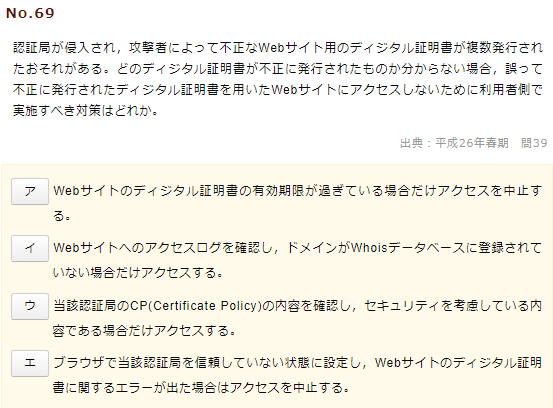 No.69
認証局が侵入され，攻撃者によって不正なWebサイト用のディジタル証明書が複数発行され
たおそれがある。どのディジタル証明書が不正に発行されたものか分からない場合，誤って
不正に発行されたディジタル証明書を用いたWebサイトにアクセスしないために利用者側で
実施すべき対策はどれか。
出典：平成26年春期　問39
ア Webサイトのディジタル証明書の有効期限が過ぎている場合だけアクセスを中止す
る。
イ Webサイトへのアクセスログを確認し，ドメインがWhoisデータベースに登録されて
いない場合だけアクセスする。
ウ 当該認証局のCP(Certificate Policy)の内容を確認し，セキュリティを考慮している内
容である場合だけアクセスする。
エ ブラウザで当該認証局を信頼していない状態に設定し，Webサイトのディジタル証明
書に関するエラーが出た場合はアクセスを中止する。